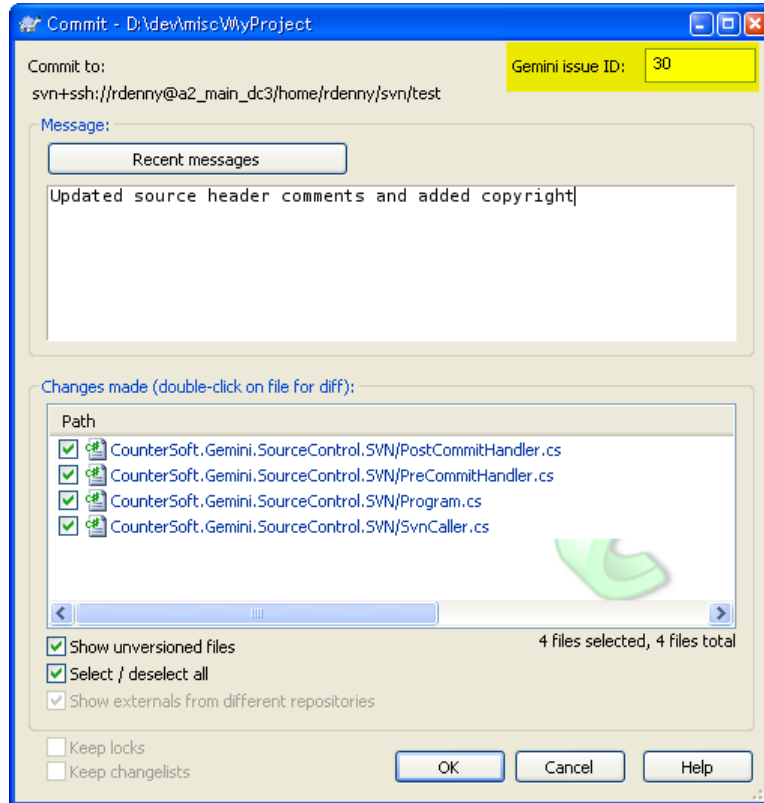 Commit - D:\dev\misc\MyProject
Commit to:
Gemini issue ID: 30
svn+ssh://rdenny@a2_main_dc3/home/rdenny/svn/test
Message:
Recent messages
Updated source header comments and added copyright
Changes made (double-click on file for diff):
Path
CounterSoft.Gemini.SourceControl.SVN/PostCommitHandler.cs
CounterSoft.Gemini.SourceControl.SVN/PreCommitHandler.cs
CounterSoft.Gemini.SourceControl.SVN/Program.cs
CounterSoft.Gemini.SourceControl.SVN/SvnCaller.cs
Show unversioned files
4 files selected, 4 files total
Select / deselect all
Show externals from different repositories
Keep locks
Keep changelists
OK
Cancel
Help